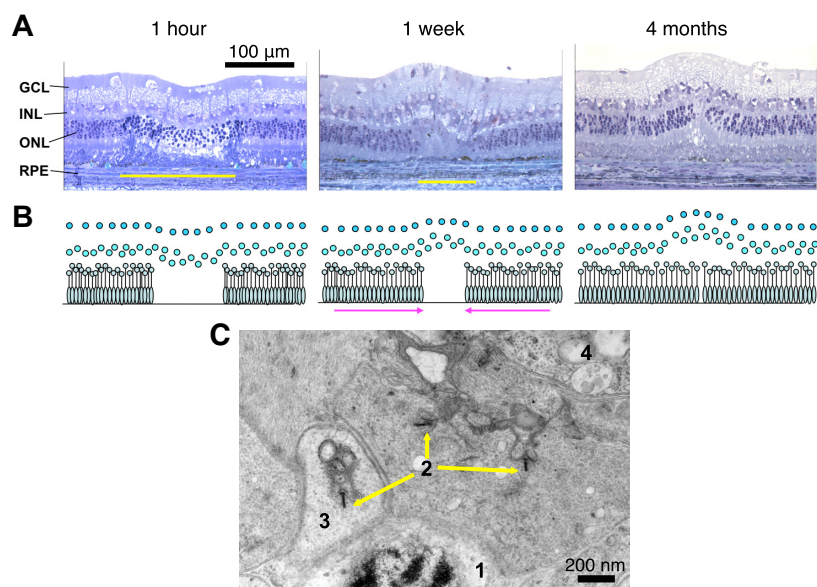 A
1 hour
1 week
4 months
100 µm
GCL
INL
ONL
RPE
B
C
4
2
3
1
200 nm